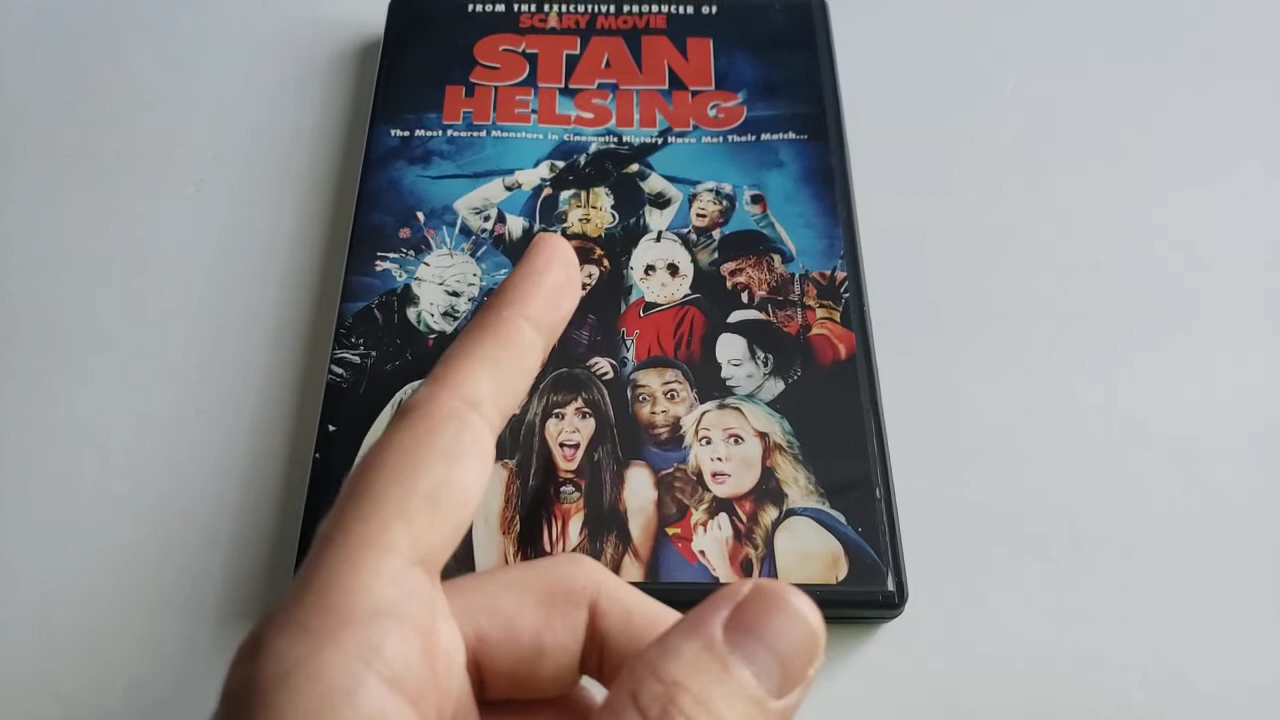 FROM THE EXECUTIVE PRODUCER OF
SCARY MOVIE
STAN
HELSING
The Most Feared Monsters in Cinematic History Have Met Their Match...